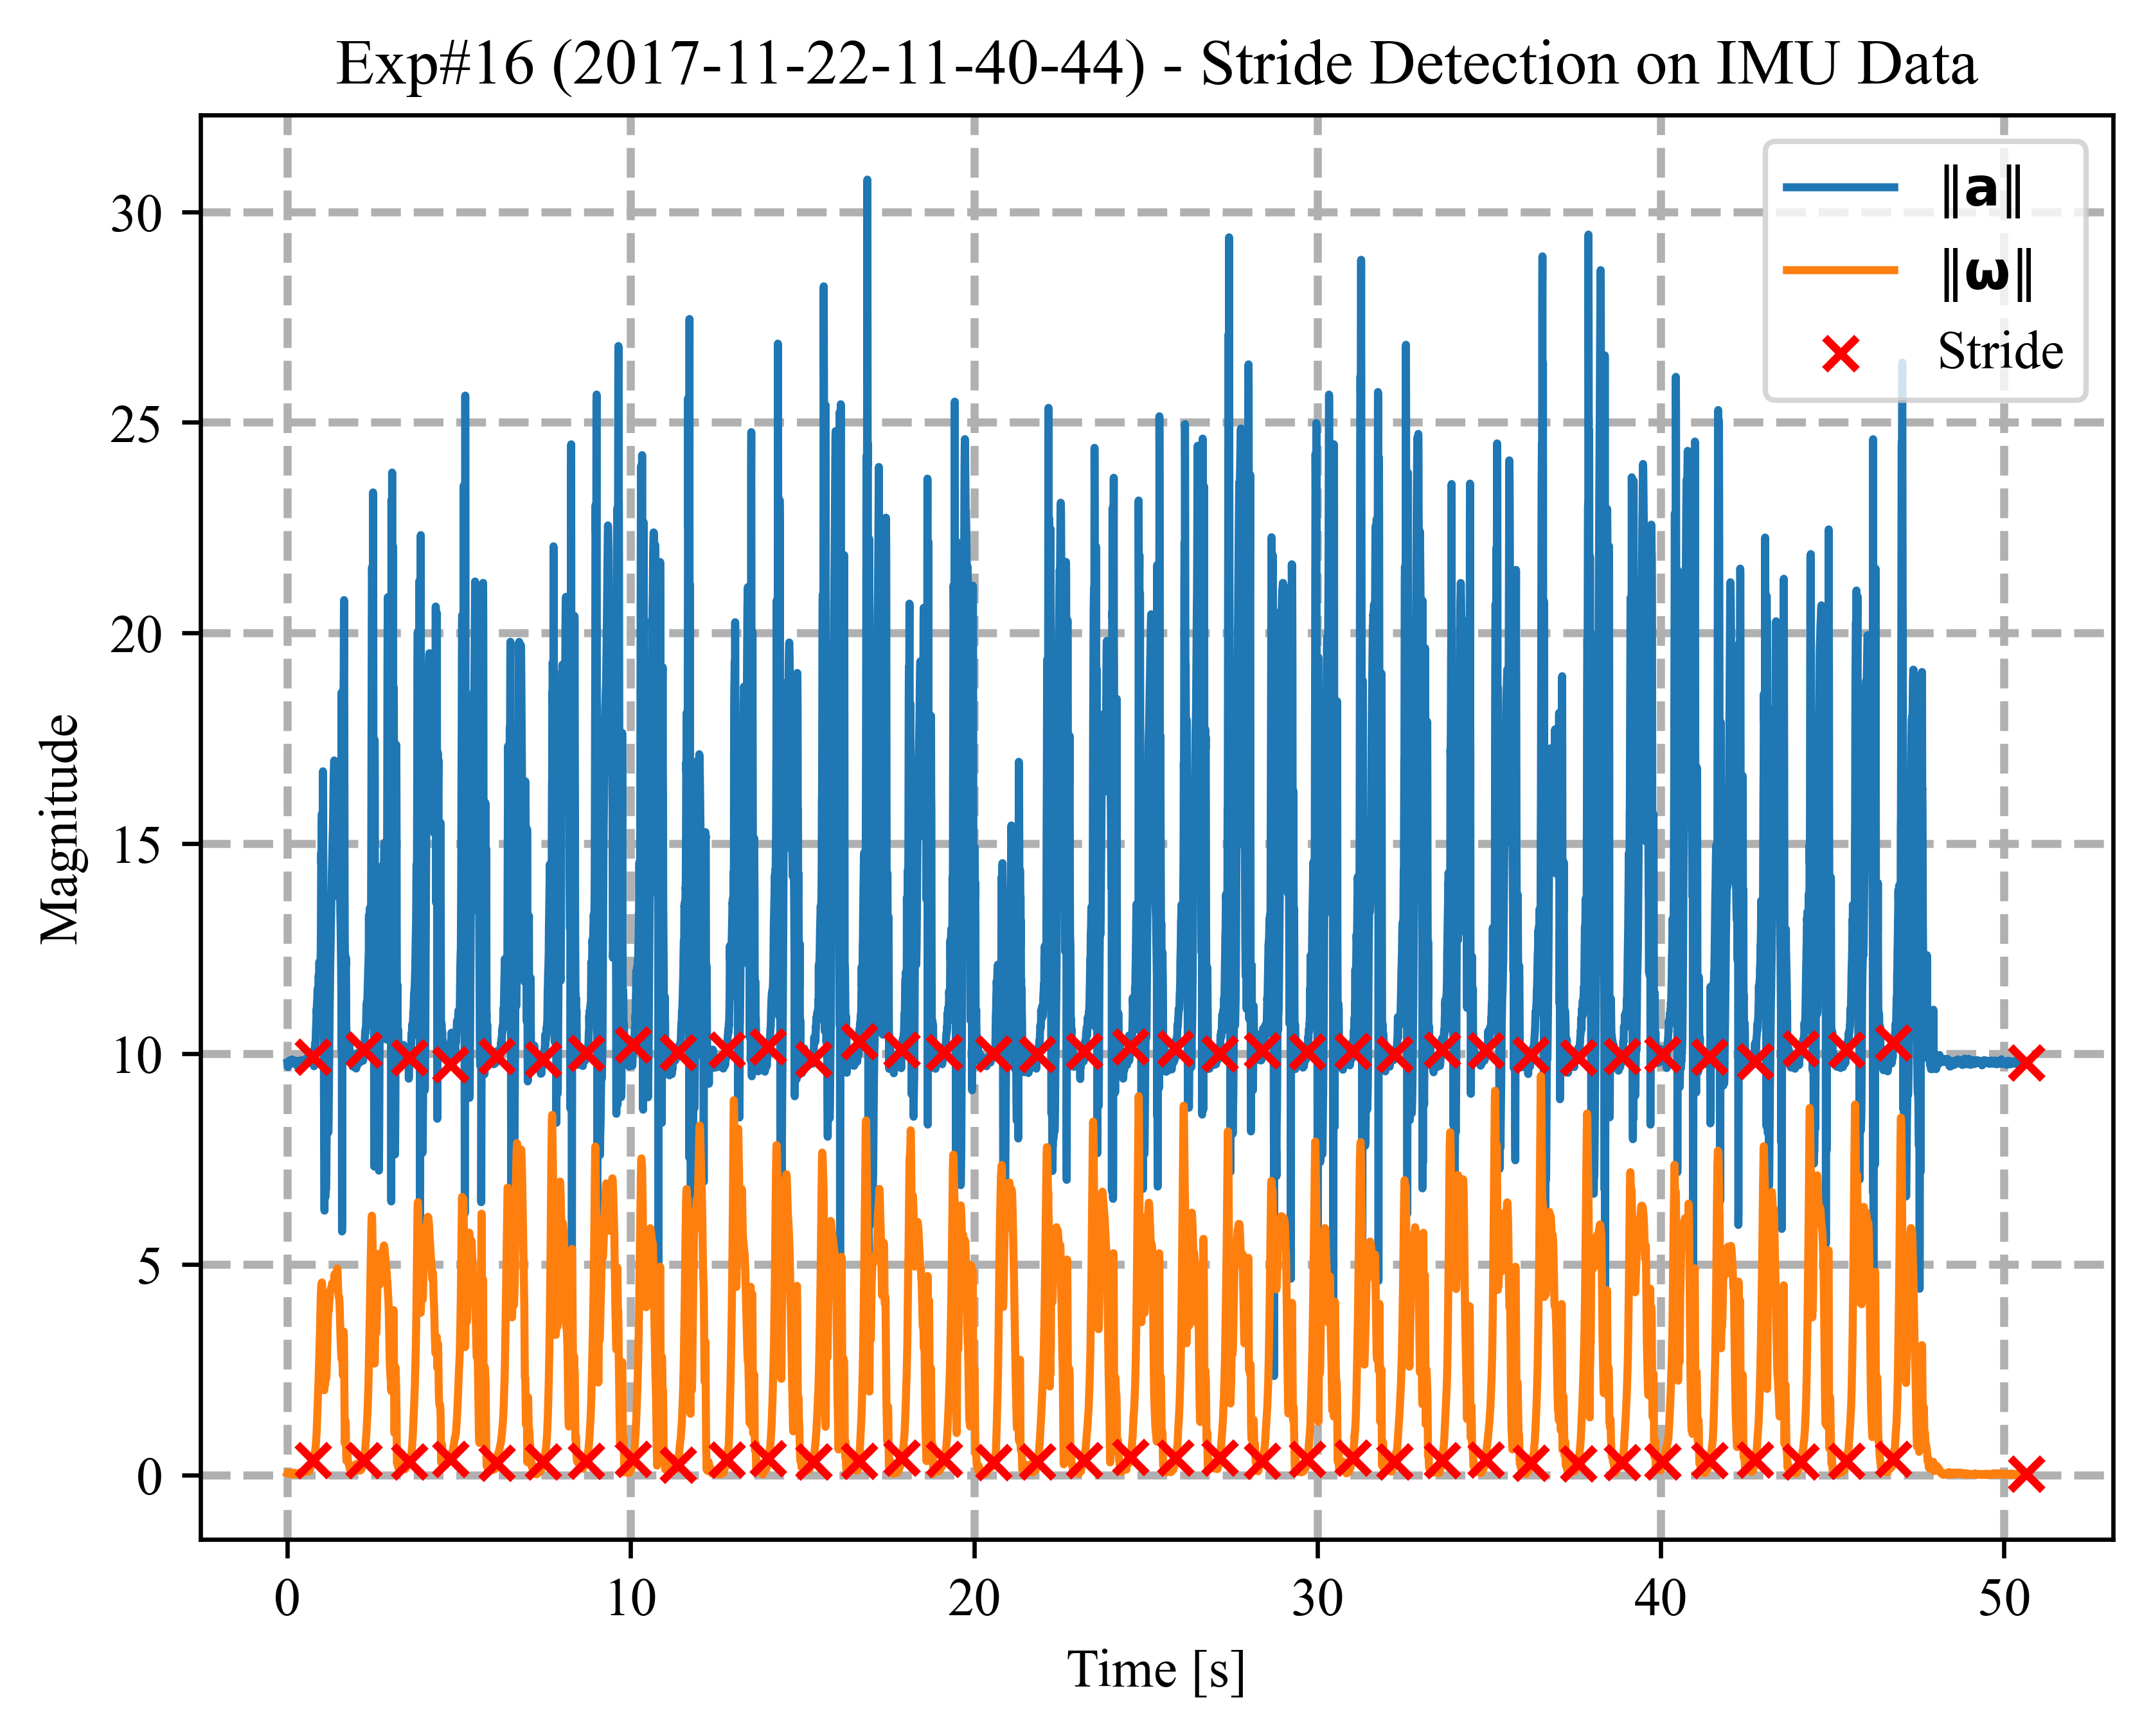 Exp#16 (2017-11-22-11-40-44) - Stride Detection on IMU Data
‖a‖
‖ω‖
Stride
30
25
20
15
10
5
0
Magnitude
0 10 20 30 40 50
Time [s]